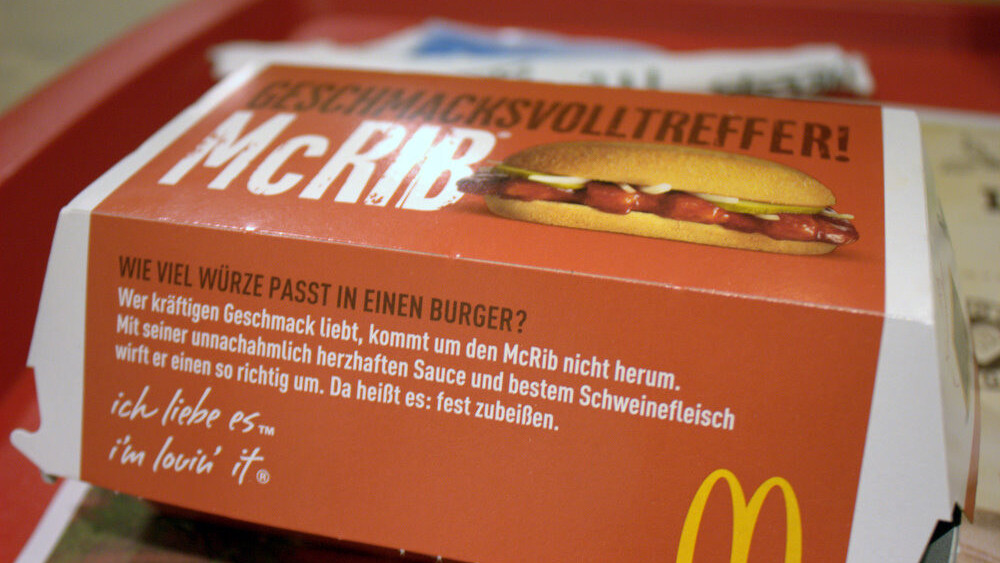 GESCHMACKSVOLLTREFFER!
McRIB
WIE VIEL WÜRZE PASST IN EINEN BURGER?
Wer kräftigen Geschmack liebt, kommt um den McRib nicht herum.
Mit seiner unnachahmlich herzhaften Sauce und bestem Schweinefleisch
wirft er einen so richtig um. Da heißt es: fest zubeißen.
ich liebe es™
i'm lovin' it®